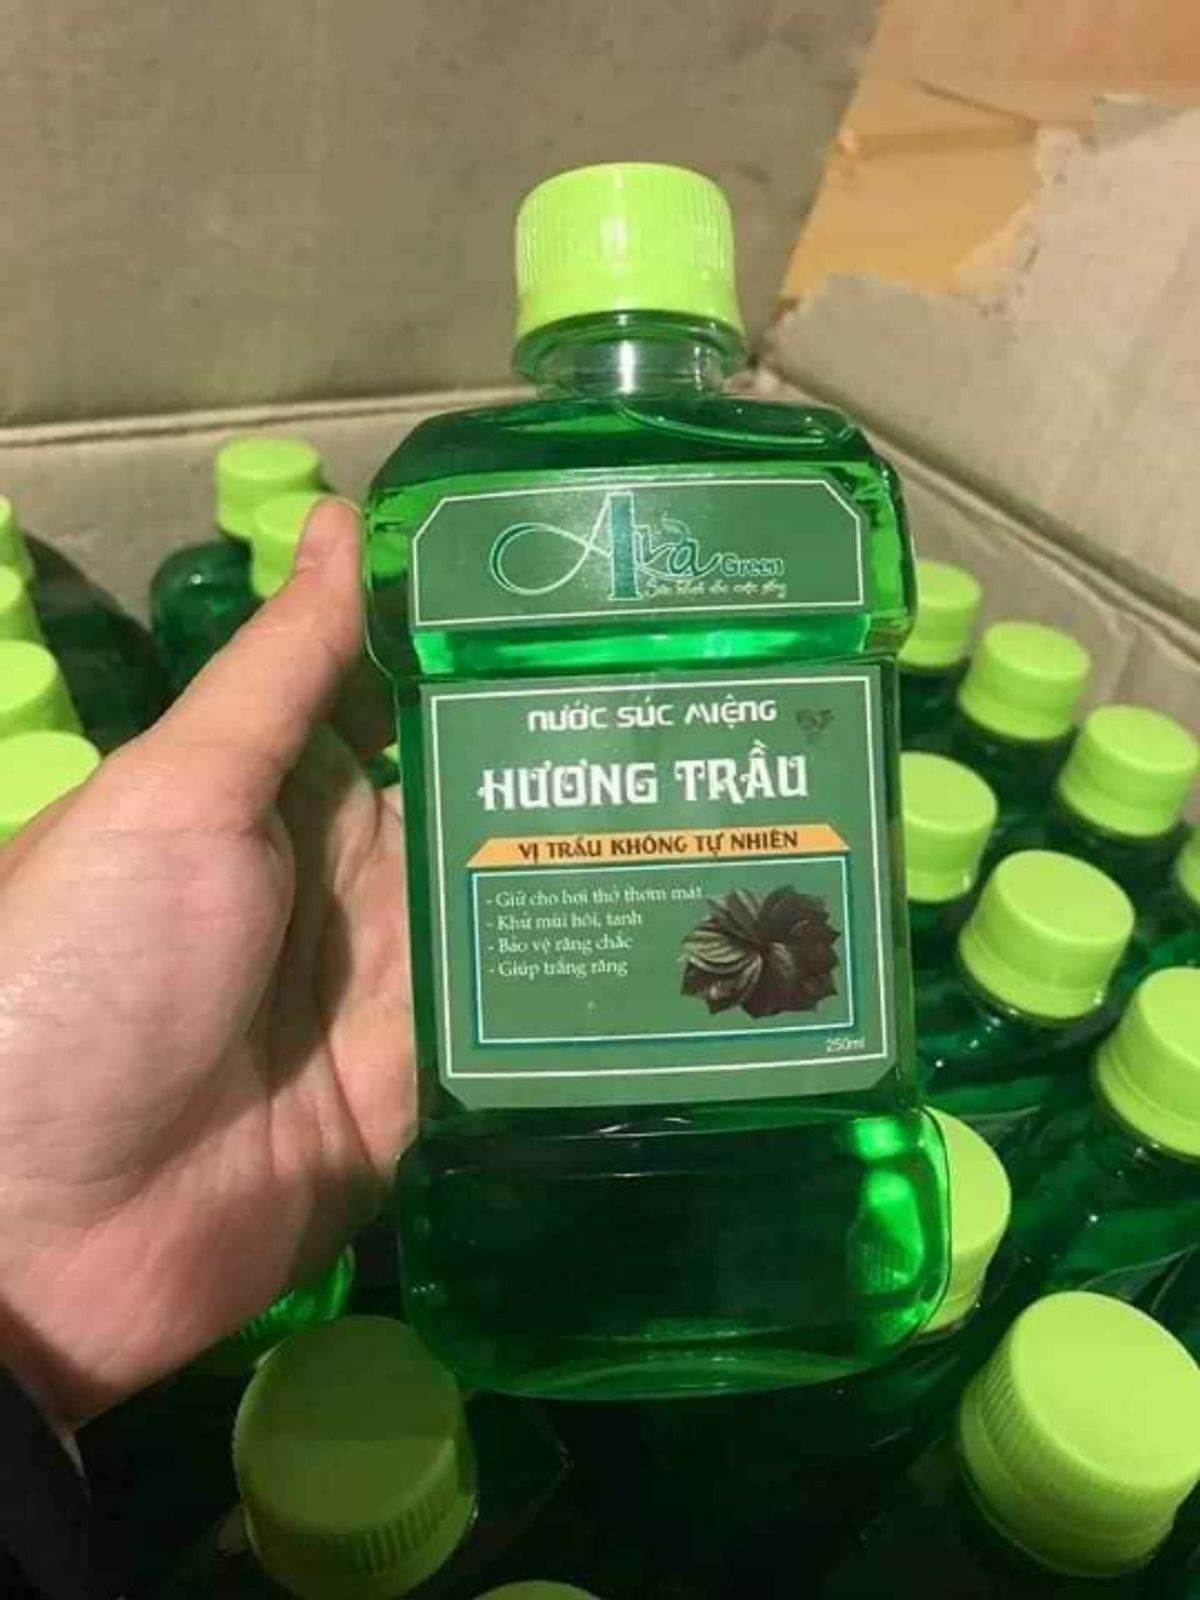 Aka Green
NƯỚC SÚC MIỆNG
HƯƠNG TRẦU
VỊ TRẦU KHÔNG TỰ NHIÊN
- Giữ cho hơi thở thơm mát
- Khử mùi hôi, tanh
- Bảo vệ răng chắc
- Giúp trắng răng
250ml